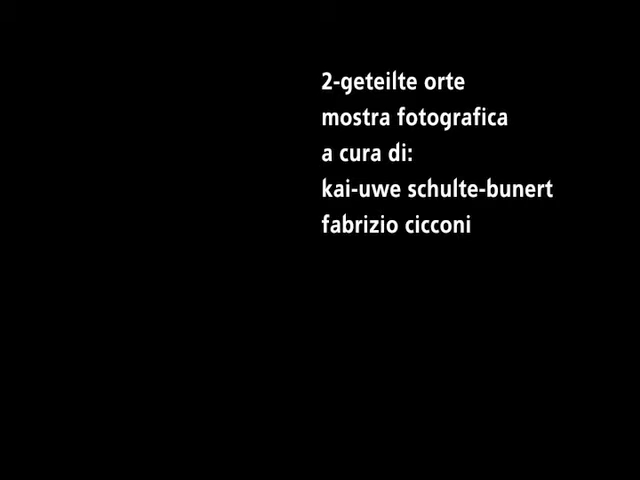 2-geteilte orte
mostra fotografica
a cura di:
kai-uwe schulte-bunert
fabrizio cicconi